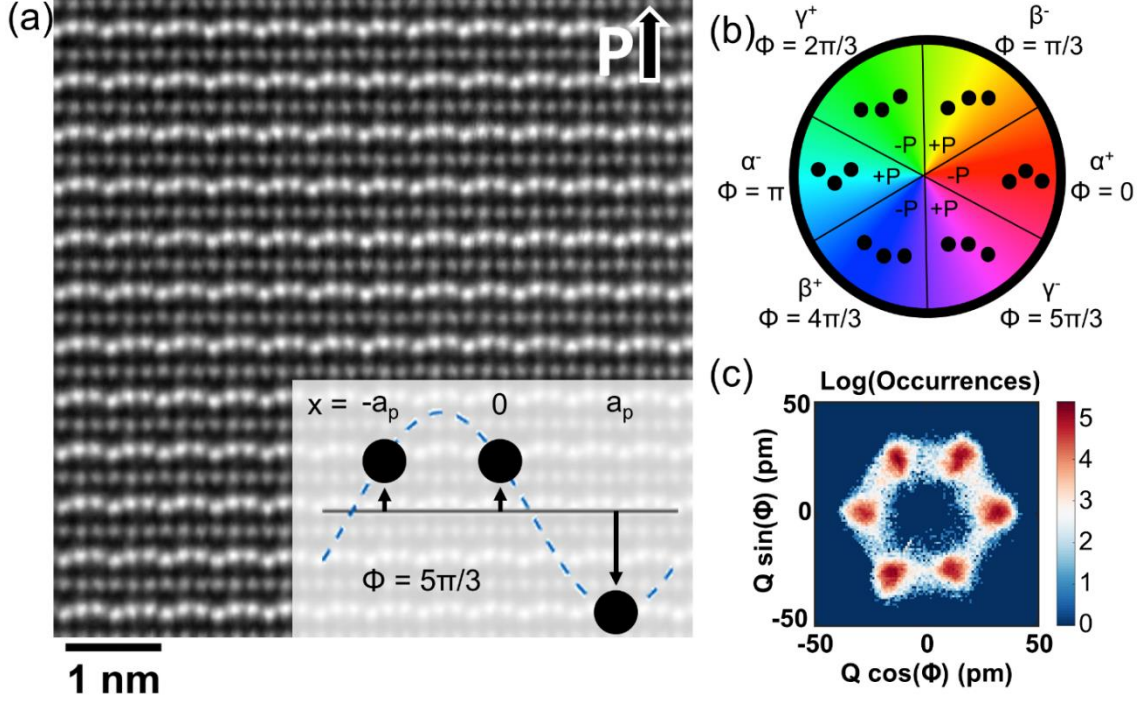 (a)
P
x = -aₚ 0 aₚ
Φ = 5π/3
1 nm
(b)
γ⁺
Φ = 2π/3
β⁻
Φ = π/3
α⁻
Φ = π
α⁺
Φ = 0
-P +P
+P -P
-P +P
β⁺
Φ = 4π/3
γ⁻
Φ = 5π/3
(c)
Log(Occurrences)
50
0
-50
Q sin(Φ) (pm)
-50 0 50
Q cos(Φ) (pm)
5
4
3
2
1
0